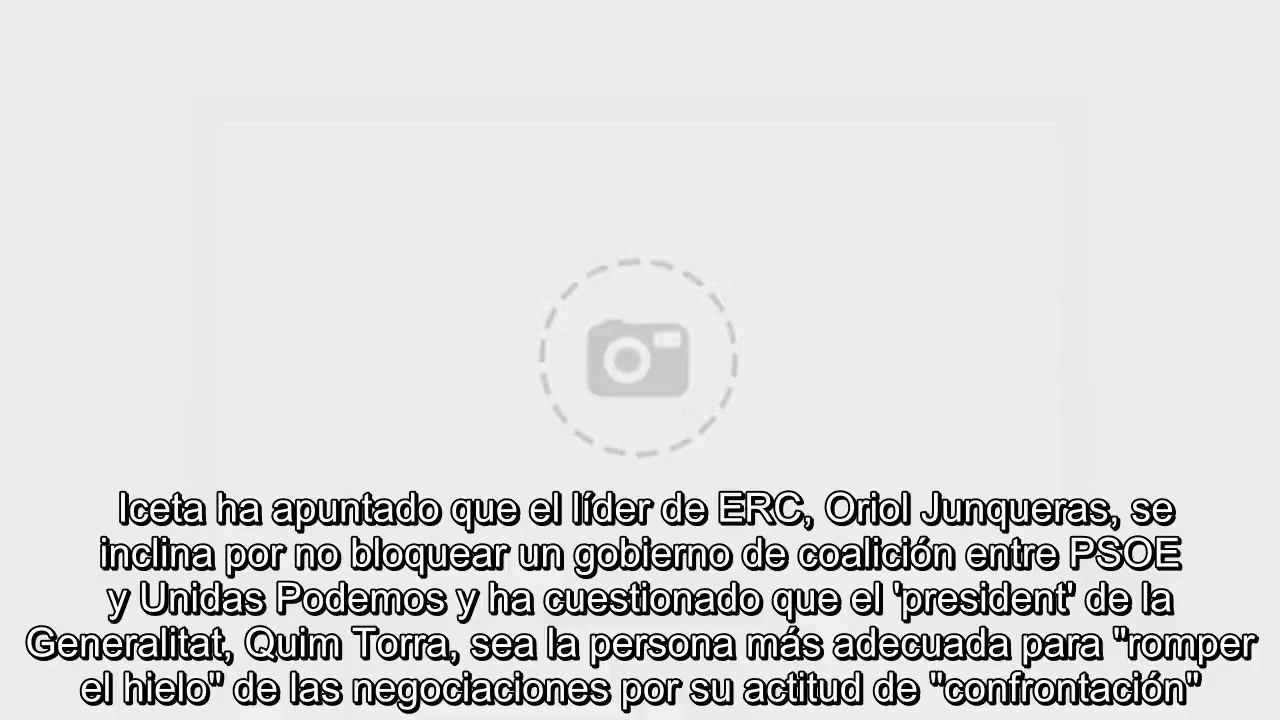 Iceta ha apuntado que el líder de ERC, Oriol Junqueras, se
inclina por no bloquear un gobierno de coalición entre PSOE
y Unidas Podemos y ha cuestionado que el 'president' de la
Generalitat, Quim Torra, sea la persona más adecuada para "romper
el hielo" de las negociaciones por su actitud de "confrontación"